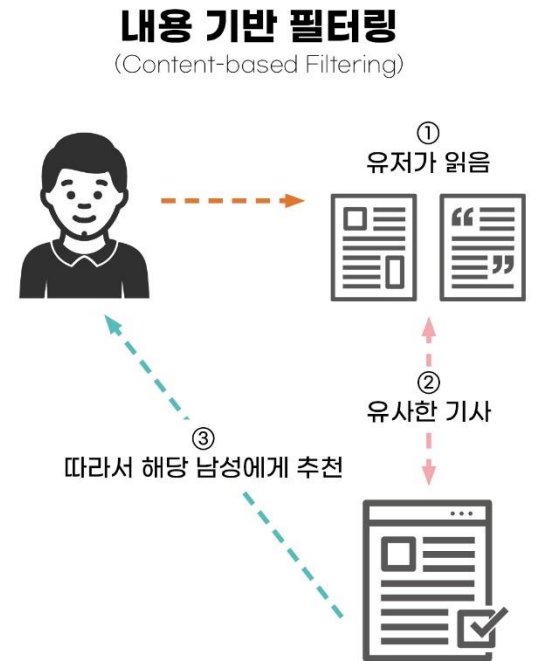 내용 기반 필터링
(Content-based Filtering)
①
유저가 읽음
②
유사한 기사
③
따라서 해당 남성에게 추천